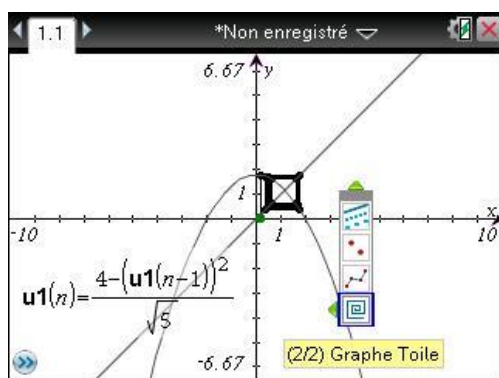 1.1
*Non enregistré
6.67
y
1
x
-10
1
10
u1(n)=4-(u1(n-1))^2/√5
(2/2) Graphe Toile
-6.67